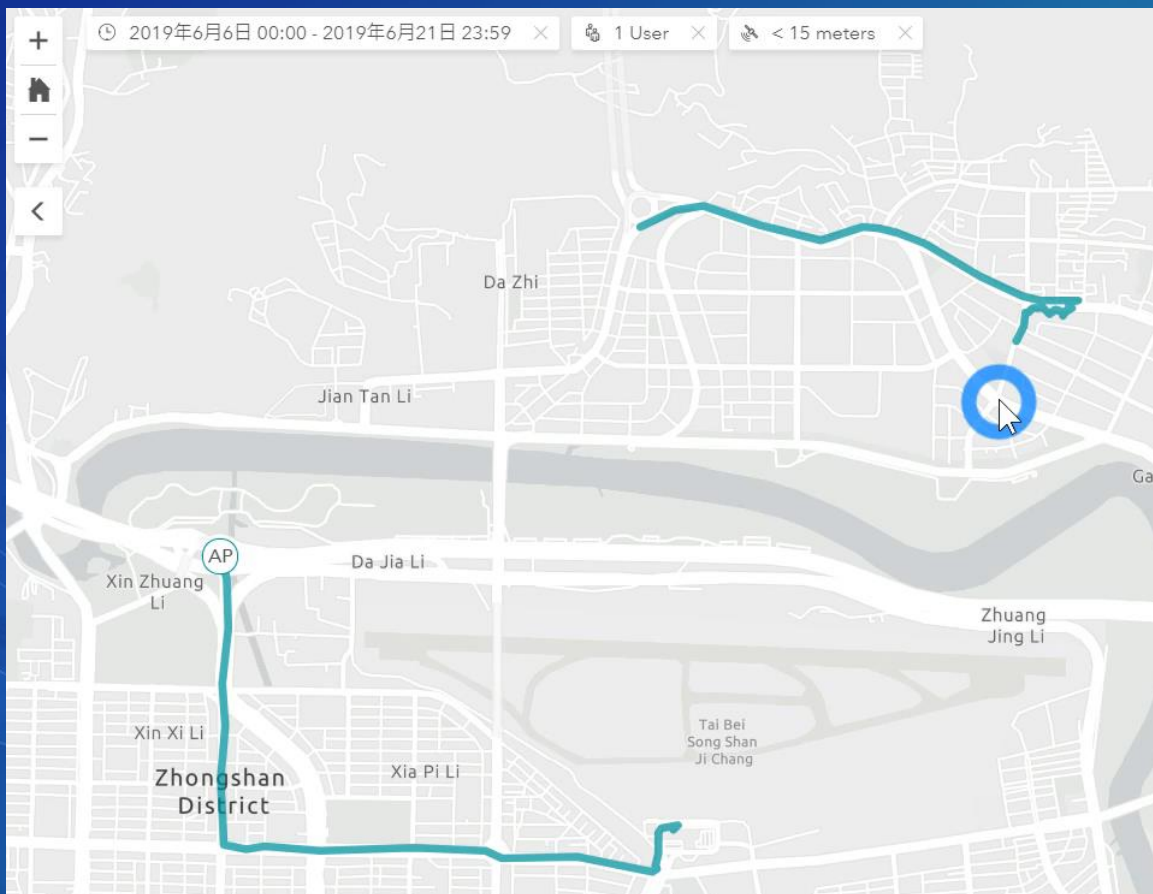 2019年6月6日 00:00 - 2019年6月21日 23:59
1 User
< 15 meters
Da Zhi
Jian Tan Li
Ga
AP
Da Jia Li
Xin Zhuang
Li
Zhuang
Jing Li
Xin Xi Li
Tai Bei
Song Shan
Ji Chang
Xia Pi Li
Zhongshan
District